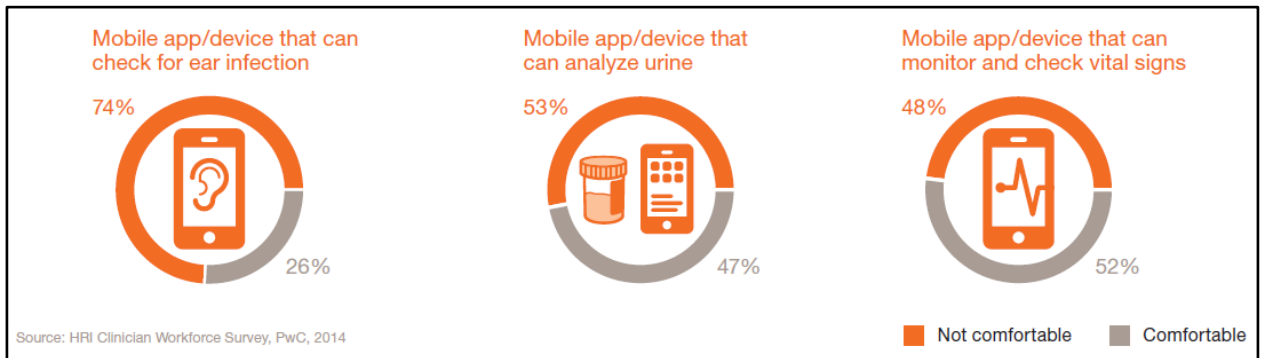 Mobile app/device that can
check for ear infection
74%
26%
Mobile app/device that
can analyze urine
53%
47%
Mobile app/device that can
monitor and check vital signs
48%
52%
Source: HRI Clinician Workforce Survey, PwC, 2014
Not comfortable
Comfortable